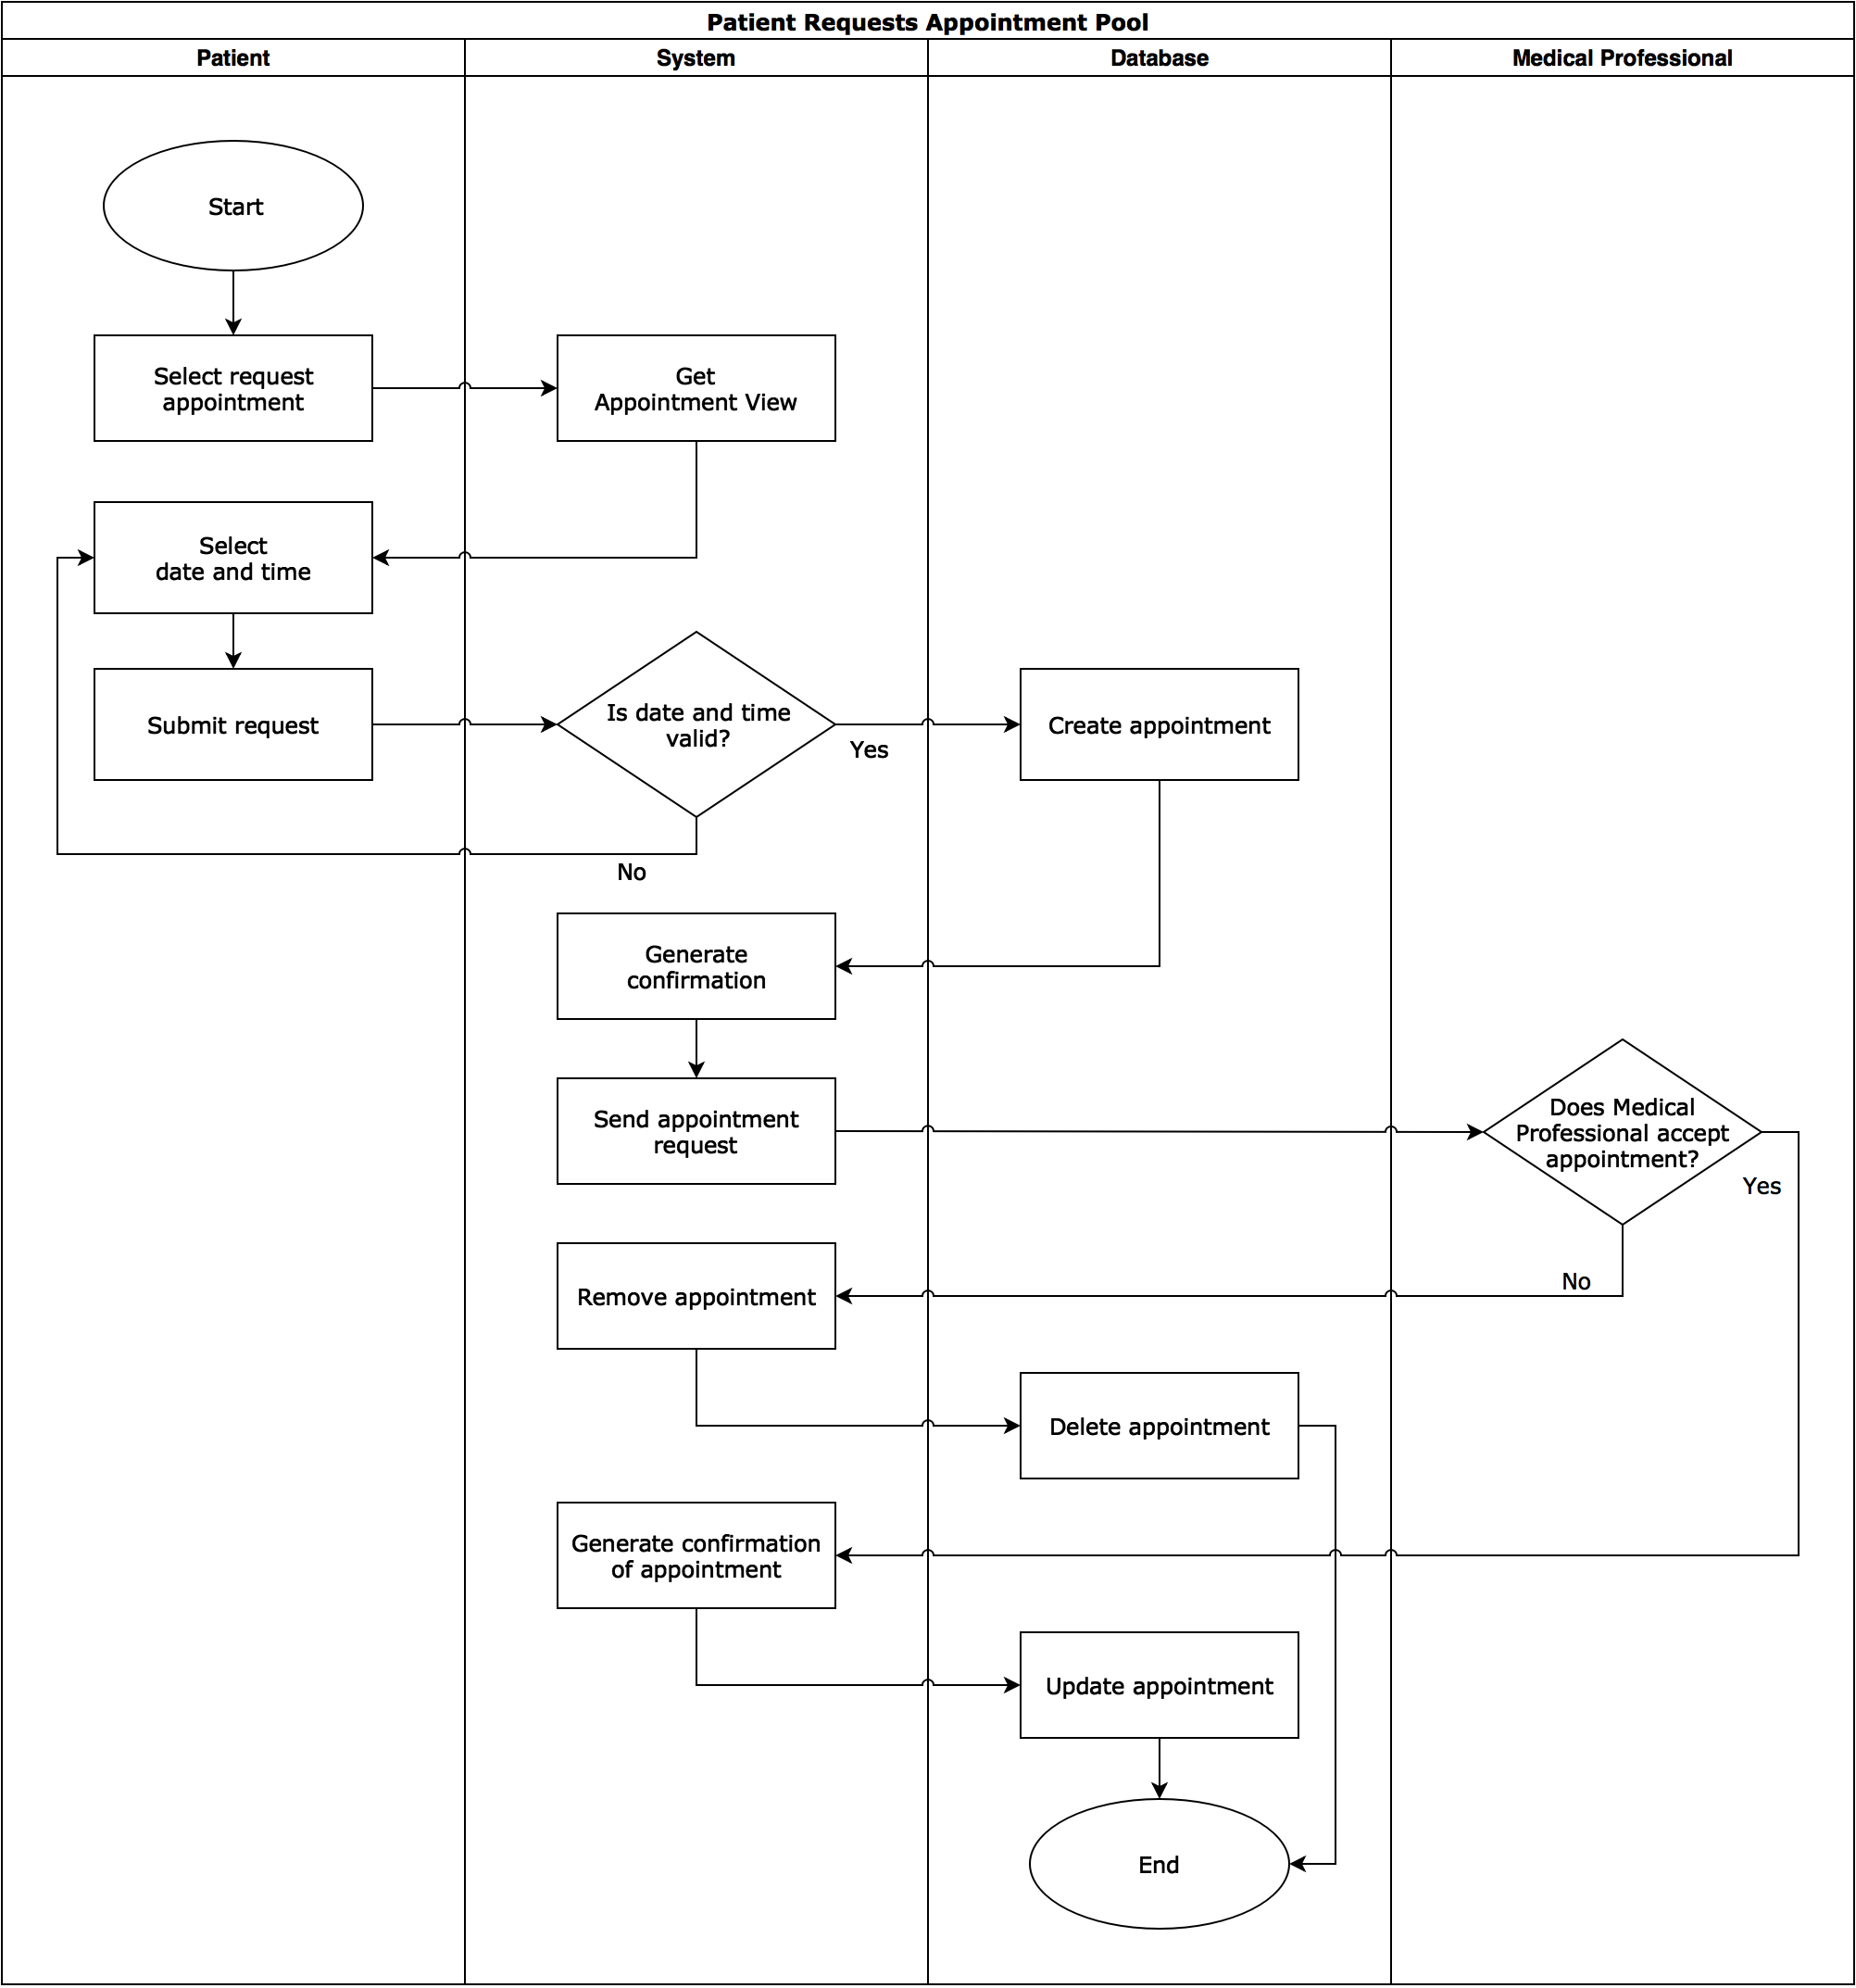 Patient Requests Appointment Pool
Patient
System
Database
Medical Professional
Start
Select request
appointment
Get
Appointment View
Select
date and time
Submit request
Is date and time
valid?
Yes
Create appointment
No
Generate
confirmation
Send appointment
request
Does Medical
Professional accept
appointment?
Yes
No
Remove appointment
Delete appointment
Generate confirmation
of appointment
Update appointment
End